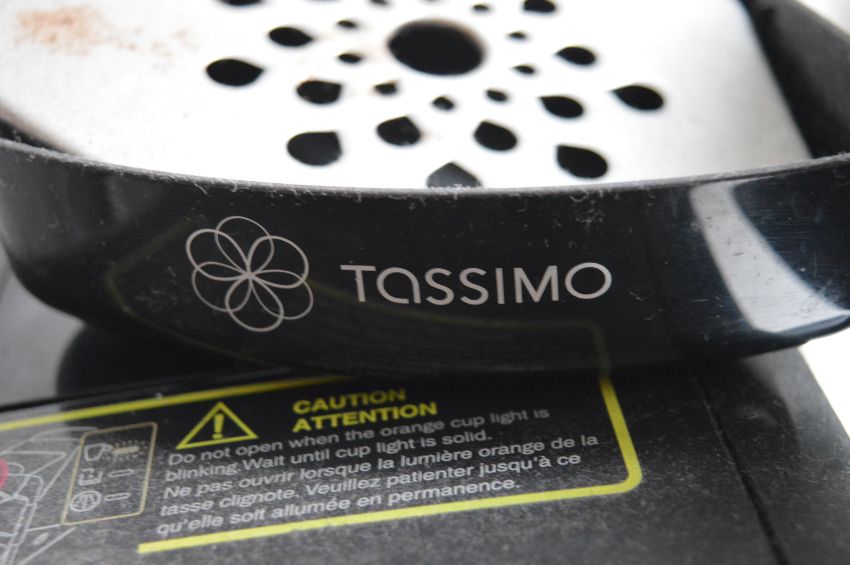 TASSIMO
CAUTION
ATTENTION
Do not open when the orange cup light is
blinking.Wait until cup light is solid.
Ne pas ouvrir lorsque la lumière orange de la
tasse clignote. Veuillez patienter jusqu'à ce
qu'elle soit allumée en permanence.